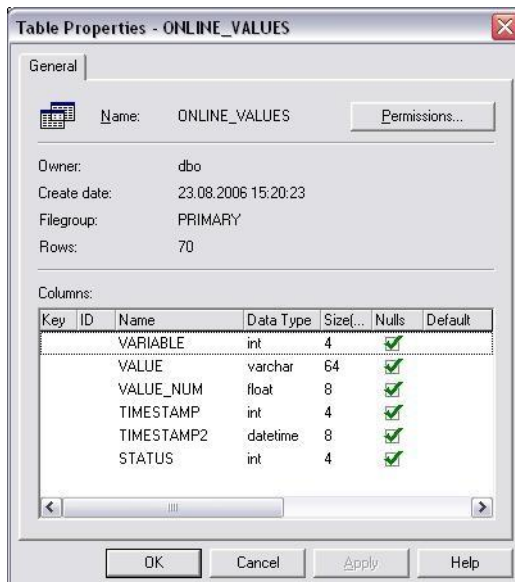 Table Properties - ONLINE_VALUES
General
Name: ONLINE_VALUES Permissions...
Owner: dbo
Create date: 23.08.2006 15:20:23
Filegroup: PRIMARY
Rows: 70
Columns:
Key ID Name Data Type Size(... Nulls Default
VARIABLE int 4
VALUE varchar 64
VALUE_NUM float 8
TIMESTAMP int 4
TIMESTAMP2 datetime 8
STATUS int 4
OK Cancel Apply Help